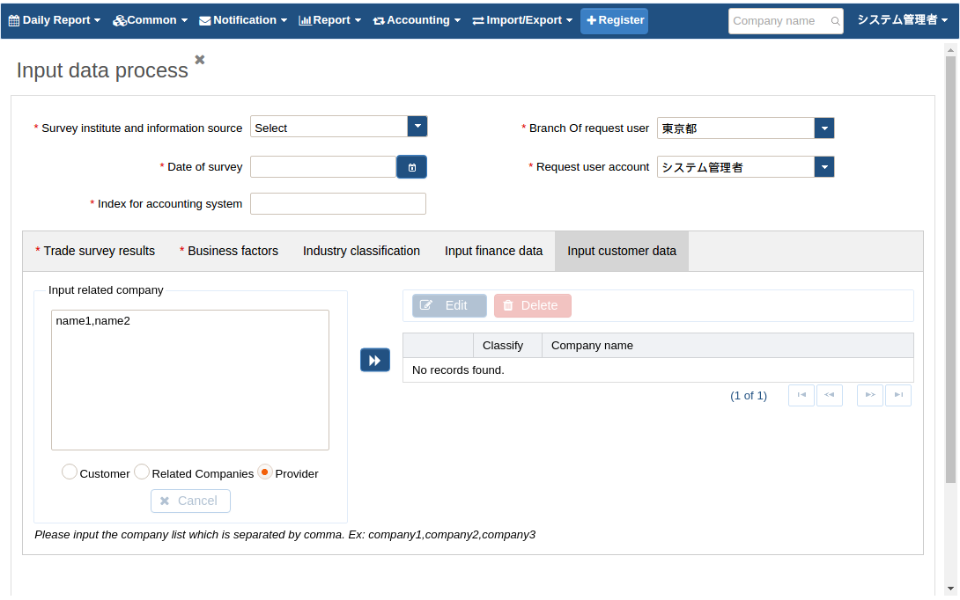 Daily Report Common Notification Report Accounting Import/Export Register Company name システム管理者
Input data process
* Survey institute and information source Select * Branch Of request user 東京都
* Date of survey * Request user account システム管理者
* Index for accounting system
* Trade survey results * Business factors Industry classification Input finance data Input customer data
Input related company
Edit Delete
name1,name2
Classify Company name
No records found.
(1 of 1)
Customer Related Companies Provider
Cancel
Please input the company list which is separated by comma. Ex: company1,company2,company3